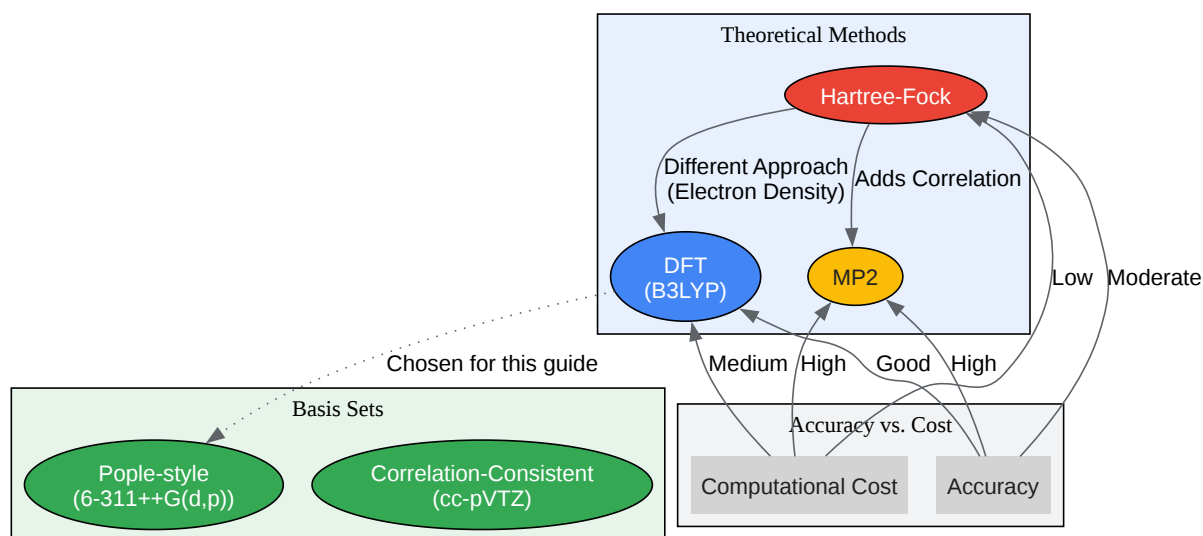 Theoretical Methods
Hartree-Fock
Different Approach
(Electron Density)
Adds Correlation
DFT
(B3LYP)
MP2
Low
Moderate
Chosen for this guide
Medium
High
Good
High
Basis Sets
Accuracy vs. Cost
Pople-style
(6-311++G(d,p))
Correlation-Consistent
(cc-pVTZ)
Computational Cost
Accuracy